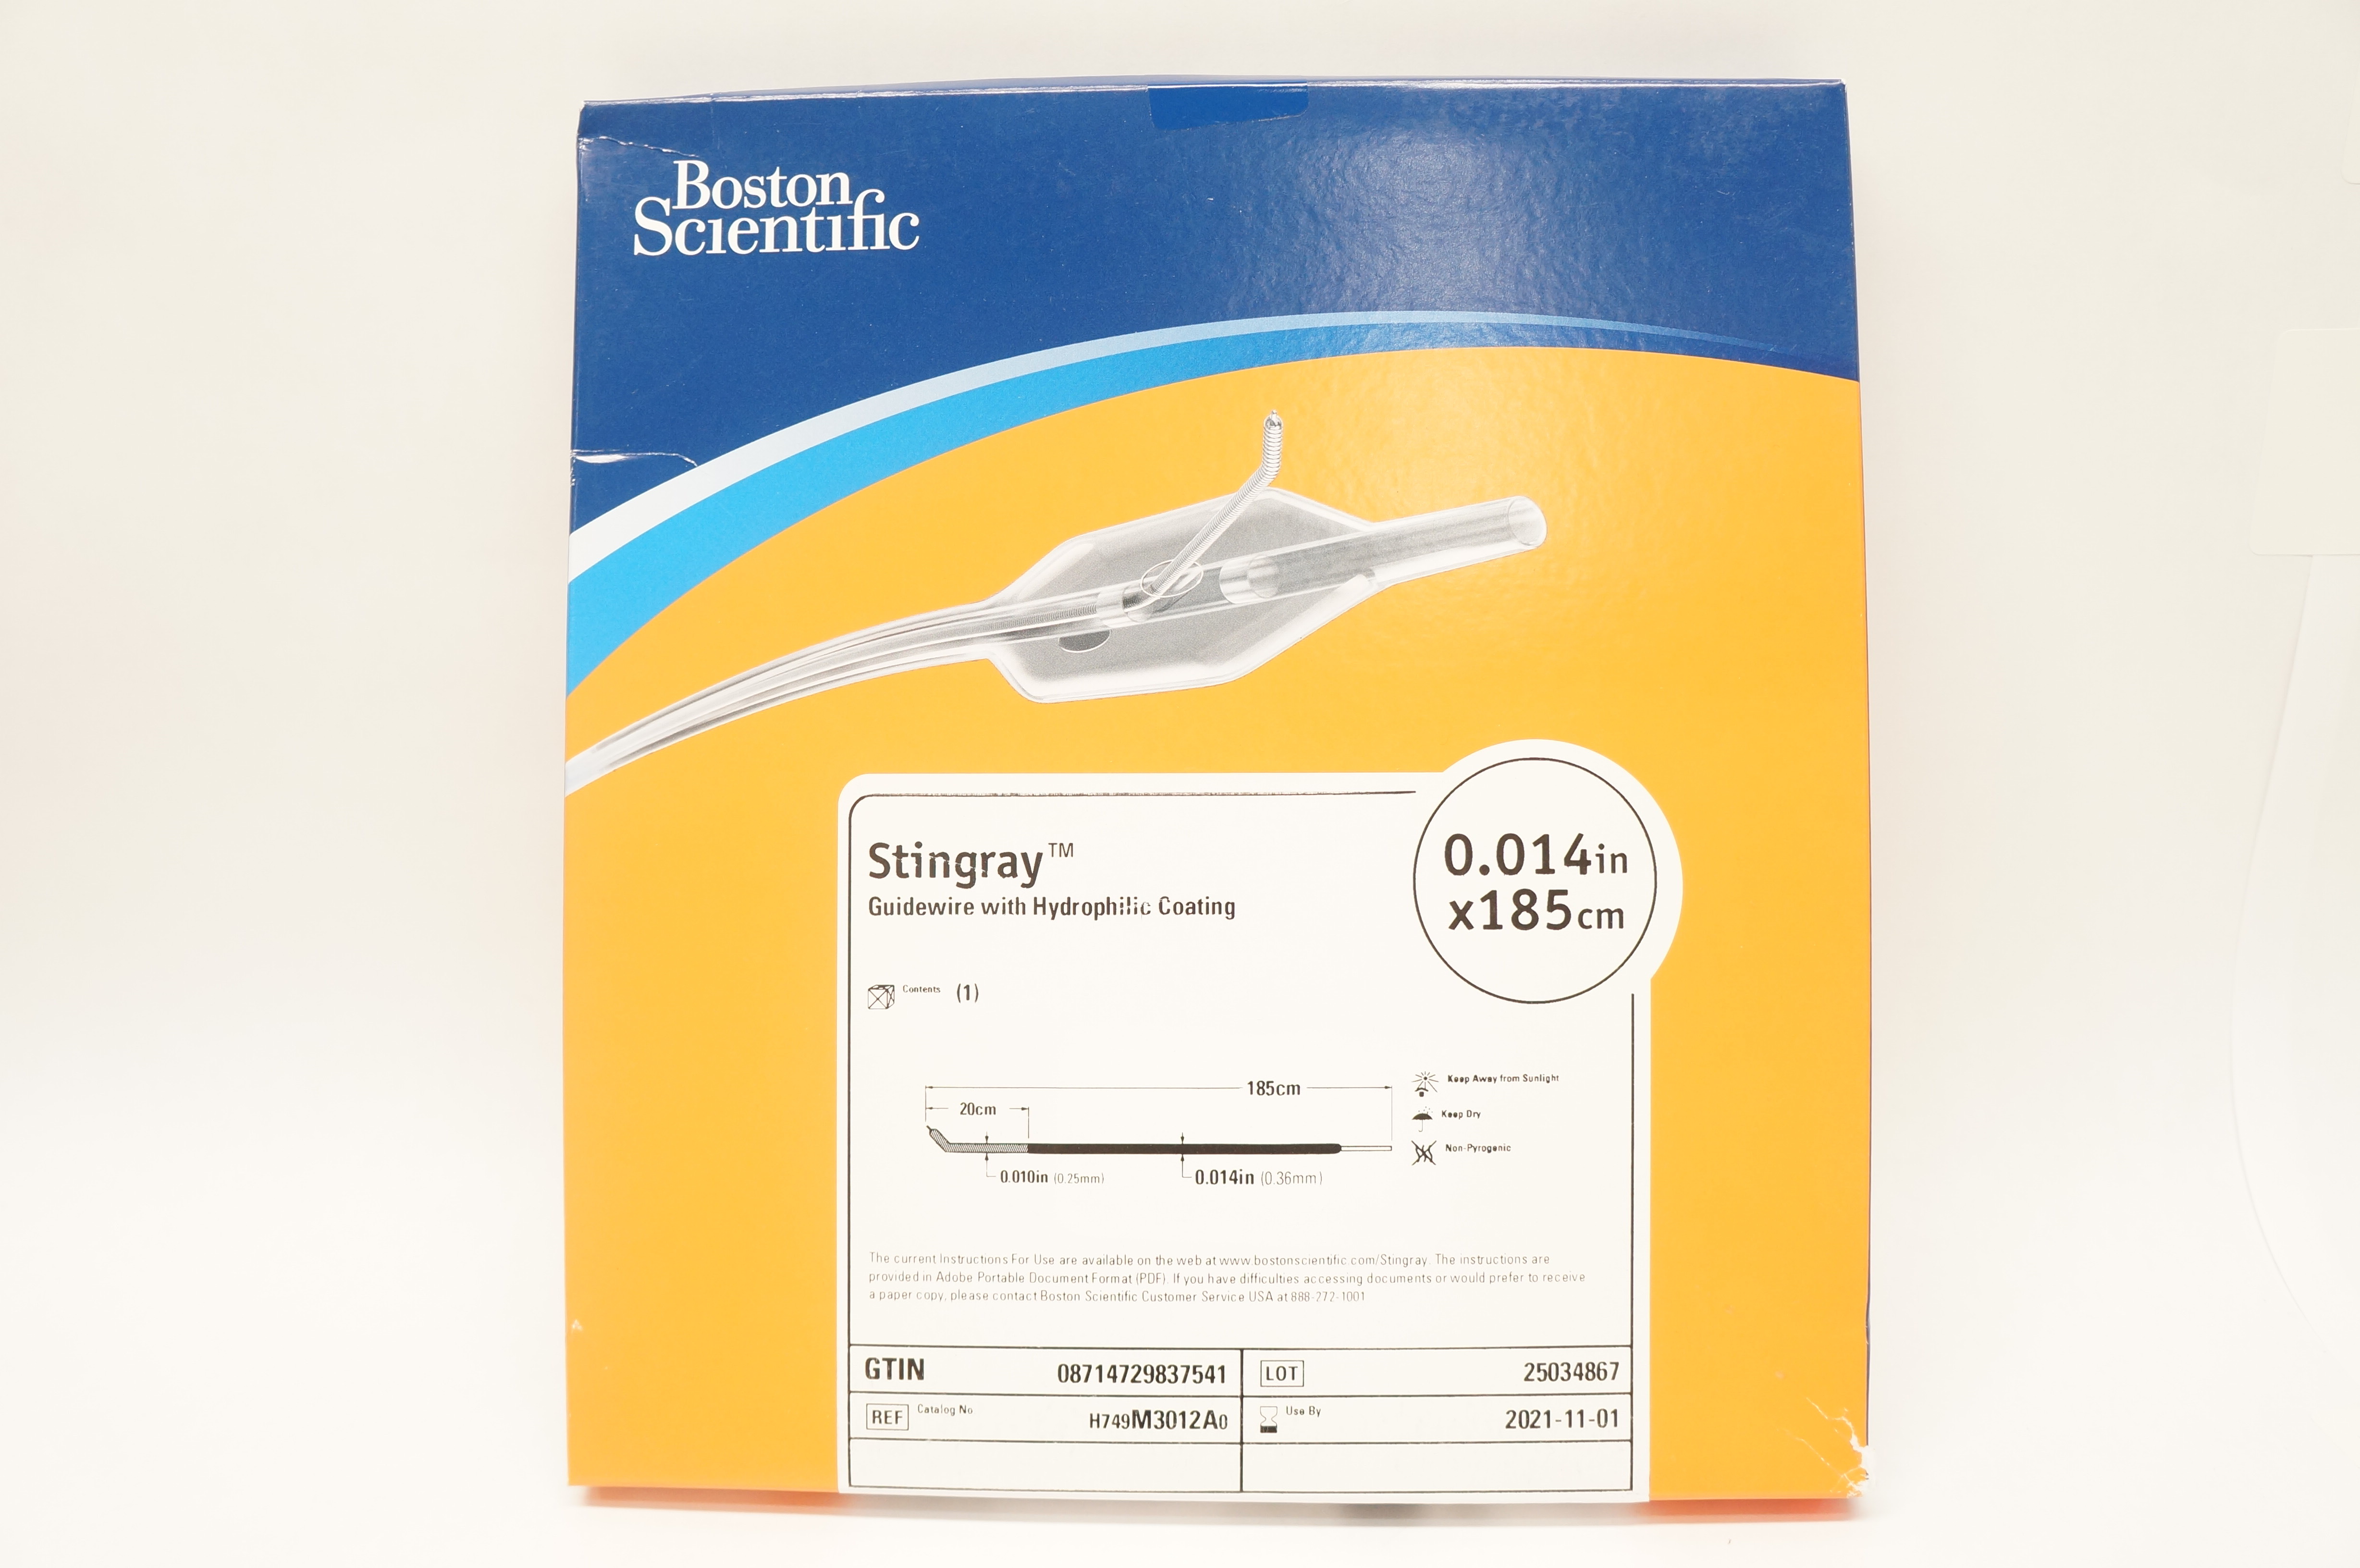 Boston
Scientific
Stingray™
Guidewire with Hydrophilic Coating
0.014in
x185cm
Contents (1)
185cm
20cm
0.010in (0.25mm)
0.014in (0.36mm)
Keep Away from Sunlight
Keep Dry
Non-Pyrogenic
The current Instructions For Use are available on the web at www.bostonscientific.com/Stingray. The instructions are
provided in Adobe Portable Document Format (PDF). If you have difficulties accessing documents or would prefer to receive
a paper copy, please contact Boston Scientific Customer Service USA at 888-272-1001
GTIN 08714729837541
LOT 25034867
REF Catalog No H749M3012A0
Use By 2021-11-01